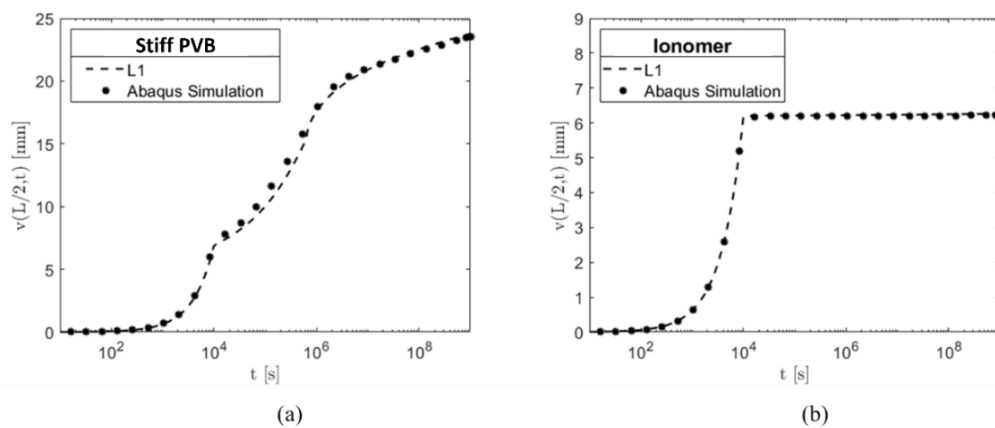 25
20
15
10
5
0
v(L/2,t) [mm]
Stiff PVB
L1
Abaqus Simulation
10^2
10^4
10^6
10^8
t [s]
(a)
9
8
7
6
5
4
3
2
1
0
v(L/2,t) [mm]
Ionomer
L1
Abaqus Simulation
10^2
10^4
10^6
10^8
t [s]
(b)